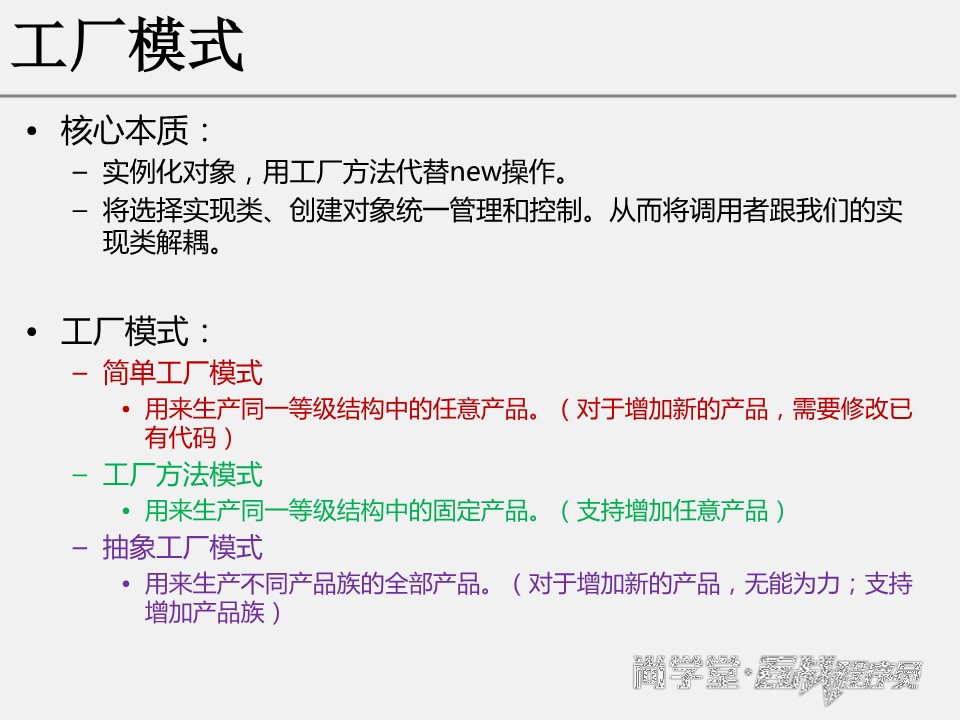 工厂模式
• 核心本质：
– 实例化对象，用工厂方法代替new操作。
– 将选择实现类、创建对象统一管理和控制。从而将调用者跟我们的实
现类解耦。
• 工厂模式：
– 简单工厂模式
• 用来生产同一等级结构中的任意产品。（对于增加新的产品，需要修改已
有代码）
– 工厂方法模式
• 用来生产同一等级结构中的固定产品。（支持增加任意产品）
– 抽象工厂模式
• 用来生产不同产品族的全部产品。（对于增加新的产品，无能为力；支持
增加产品族）
尚学堂·